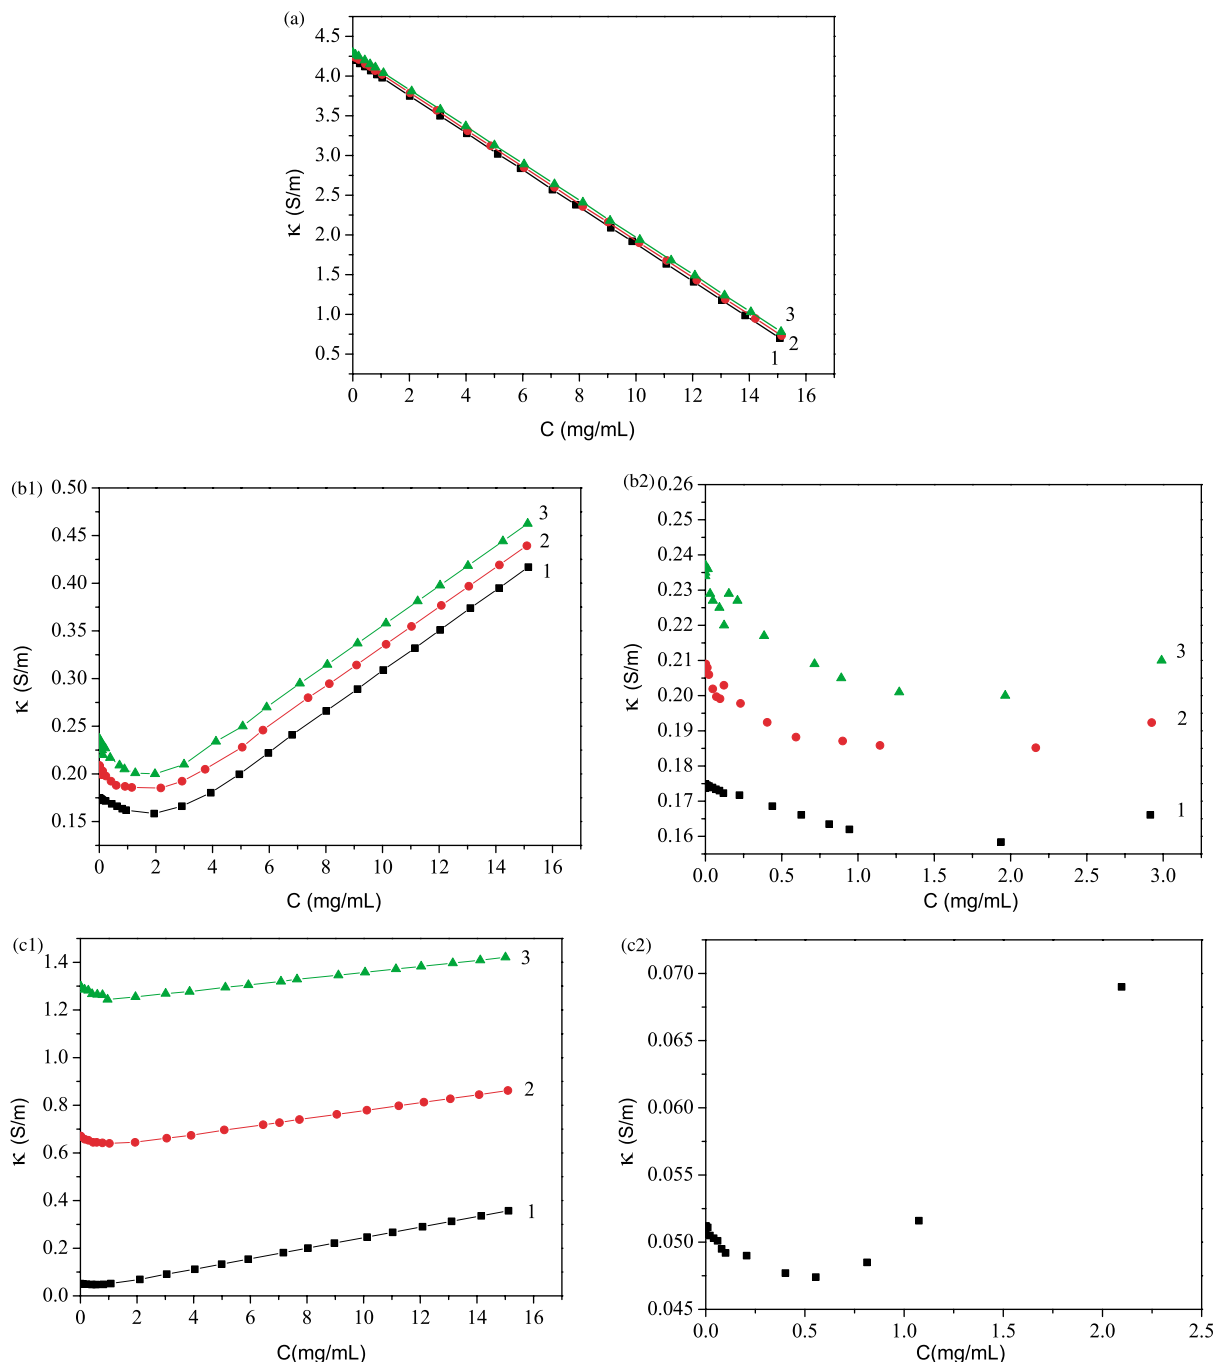 (a)
4.5
4.0
3.5
3.0
2.5
2.0
1.5
1.0
0.5
κ (S/m)
3
2
1
0 2 4 6 8 10 12 14 16
C (mg/mL)
(b1)
0.50
0.45
0.40
0.35
0.30
0.25
0.20
0.15
κ (S/m)
3
2
1
0 2 4 6 8 10 12 14 16
C (mg/mL)
(b2)
0.26
0.25
0.24
0.23
0.22
0.21
0.20
0.19
0.18
0.17
0.16
κ (S/m)
3
2
1
0.0 0.5 1.0 1.5 2.0 2.5 3.0
C (mg/mL)
(c1)
1.4
1.2
1.0
0.8
0.6
0.4
0.2
0.0
κ (S/m)
3
2
1
0 2 4 6 8 10 12 14 16
C(mg/mL)
(c2)
0.070
0.065
0.060
0.055
0.050
0.045
κ (S/m)
0.0 0.5 1.0 1.5 2.0 2.5
C(mg/mL)